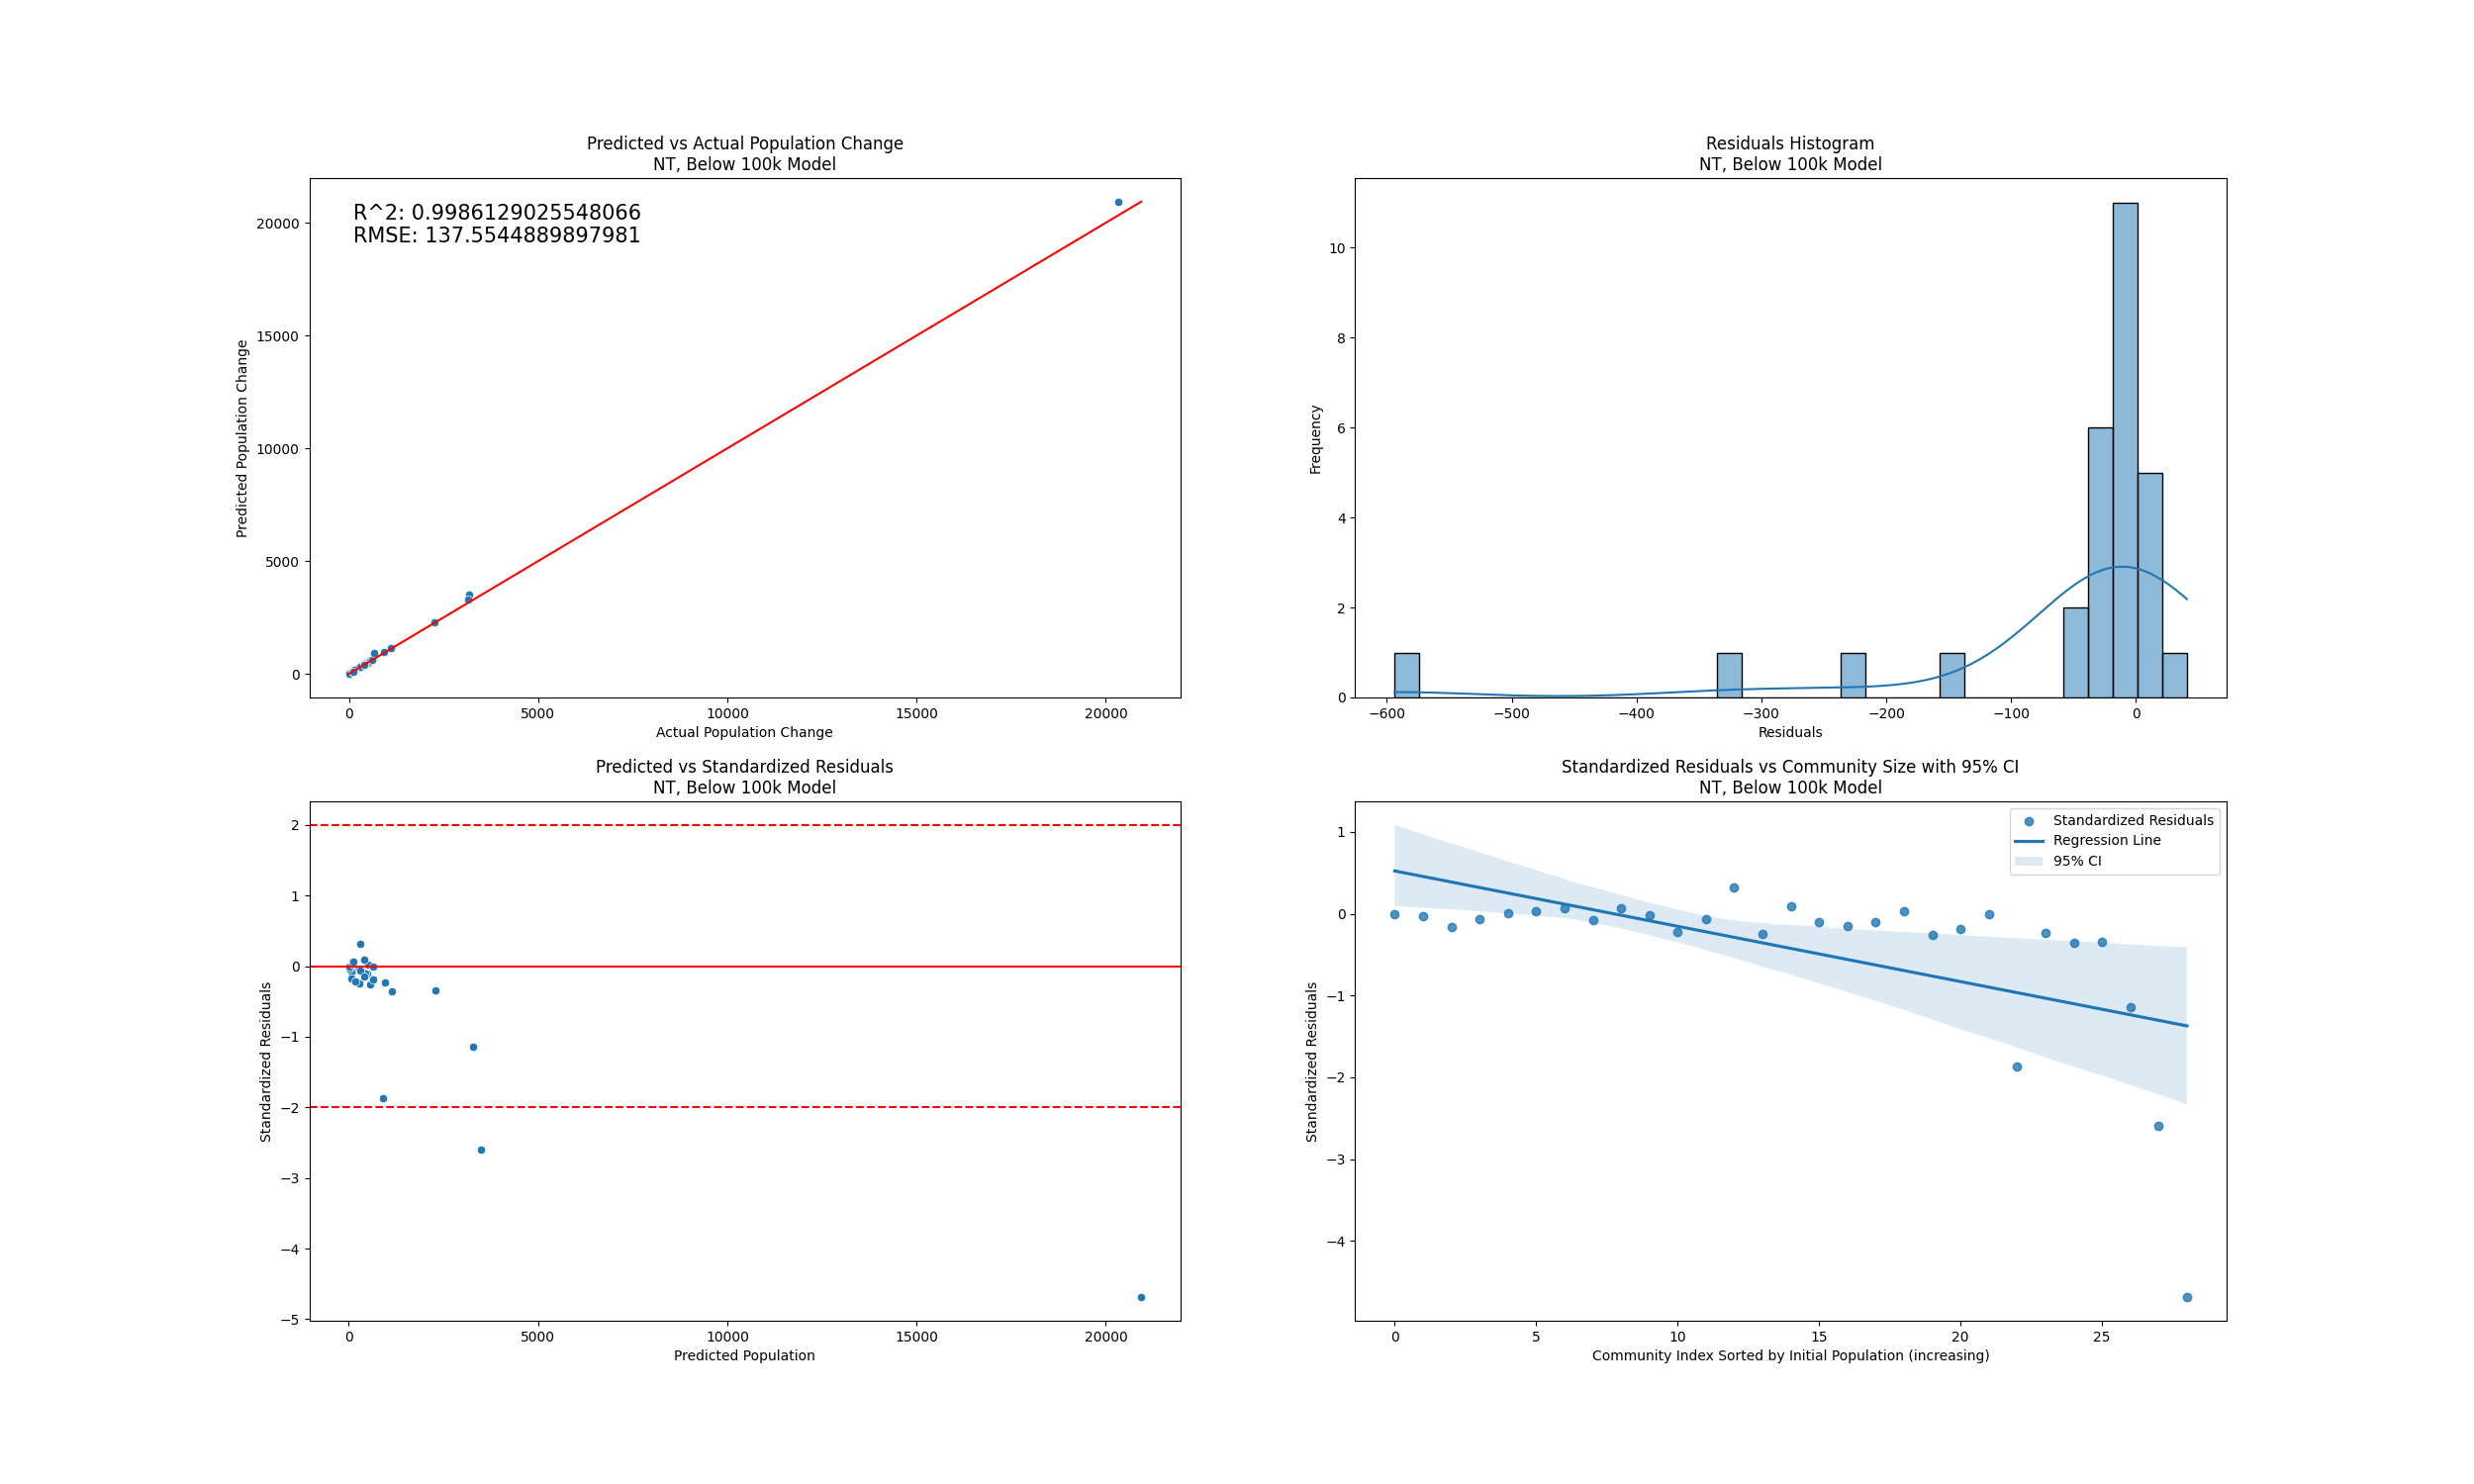 Predicted vs Actual Population Change
NT, Below 100k Model
R^2: 0.9986129025548066
RMSE: 137.5544889897981
20000
15000
10000
5000
0
Predicted Population Change
0 5000 10000 15000 20000
Actual Population Change
Residuals Histogram
NT, Below 100k Model
10
8
6
4
2
0
Frequency
−600 −500 −400 −300 −200 −100 0
Residuals
Predicted vs Standardized Residuals
NT, Below 100k Model
2
1
0
−1
−2
−3
−4
−5
Standardized Residuals
0 5000 10000 15000 20000
Predicted Population
Standardized Residuals vs Community Size with 95% CI
NT, Below 100k Model
Standardized Residuals
Regression Line
95% CI
1
0
−1
−2
−3
−4
Standardized Residuals
0 5 10 15 20 25
Community Index Sorted by Initial Population (increasing)